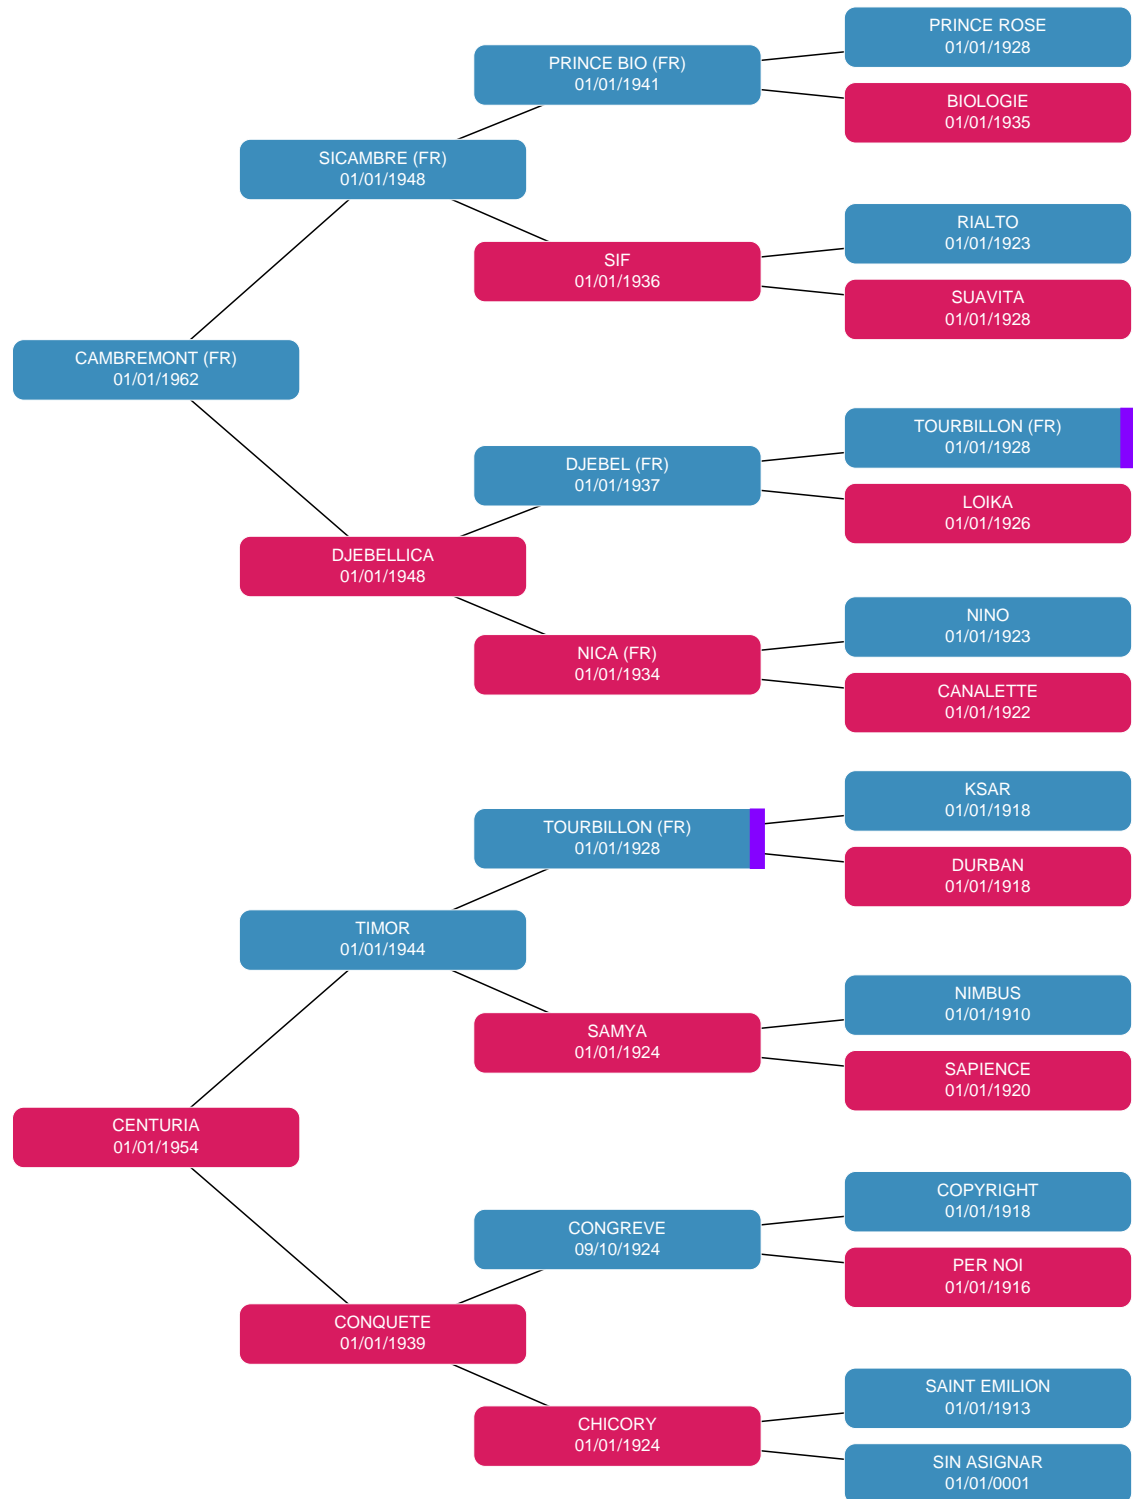 PRINCE ROSE
01/01/1928
PRINCE BIO (FR)
01/01/1941
BIOLOGIE
01/01/1935
SICAMBRE (FR)
01/01/1948
RIALTO
01/01/1923
SIF
01/01/1936
SUAVITA
01/01/1928
CAMBREMONT (FR)
01/01/1962
TOURBILLON (FR)
01/01/1928
DJEBEL (FR)
01/01/1937
LOIKA
01/01/1926
DJEBELLICA
01/01/1948
NINO
01/01/1923
NICA (FR)
01/01/1934
CANALETTE
01/01/1922
KSAR
01/01/1918
TOURBILLON (FR)
01/01/1928
DURBAN
01/01/1918
TIMOR
01/01/1944
NIMBUS
01/01/1910
SAMYA
01/01/1924
SAPIENCE
01/01/1920
CENTURIA
01/01/1954
COPYRIGHT
01/01/1918
CONGREVE
09/10/1924
PER NOI
01/01/1916
CONQUETE
01/01/1939
SAINT EMILION
01/01/1913
CHICORY
01/01/1924
SIN ASIGNAR
01/01/0001